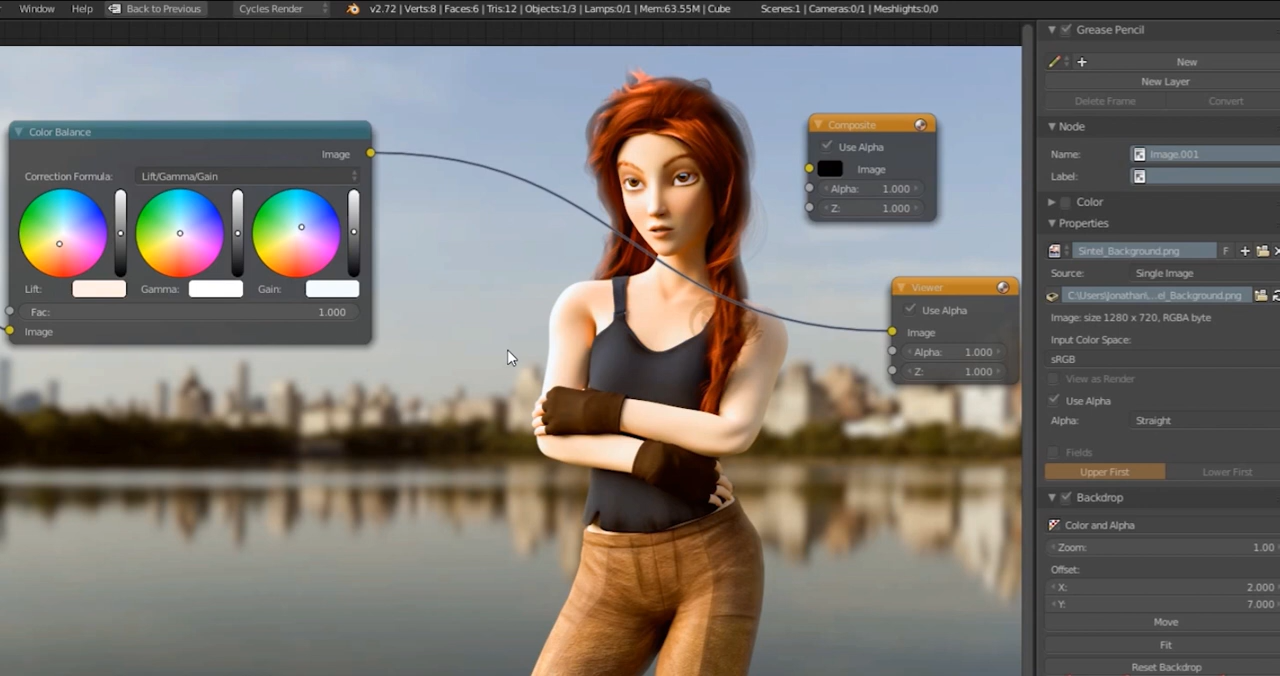 Window Help Back to Previous Cycles Render v2.72 | Verts:8 | Faces:6 | Tris:12 | Objects:1/3 | Lamps:0/1 | Mem:63.55M | Cube Scenes:1 | Cameras:0/1 | Meshlights:0/0
Color Balance
Image
Correction Formula: Lift/Gamma/Gain
Lift: Gamma: Gain:
Fac: 1.000
Image
Composite
Use Alpha
Image
Alpha: 1.000
Z: 1.000
Viewer
Use Alpha
Image
Alpha: 1.000
Z: 1.000
Grease Pencil
New
New Layer
Delete Frame Convert
Node
Name: Image.001
Label:
Color
Properties
Sintel_Background.png F
Source: Single Image
C:\Users\Jonathan\...el_Background.png
Image: size 1280 x 720, RGBA byte
Input Color Space:
sRGB
View as Render
Use Alpha
Alpha: Straight
Fields
Upper First Lower First
Backdrop
Color and Alpha
Zoom: 1.00
Offset:
X: 2.000
Y: 7.000
Move
Fit
Reset Backdrop